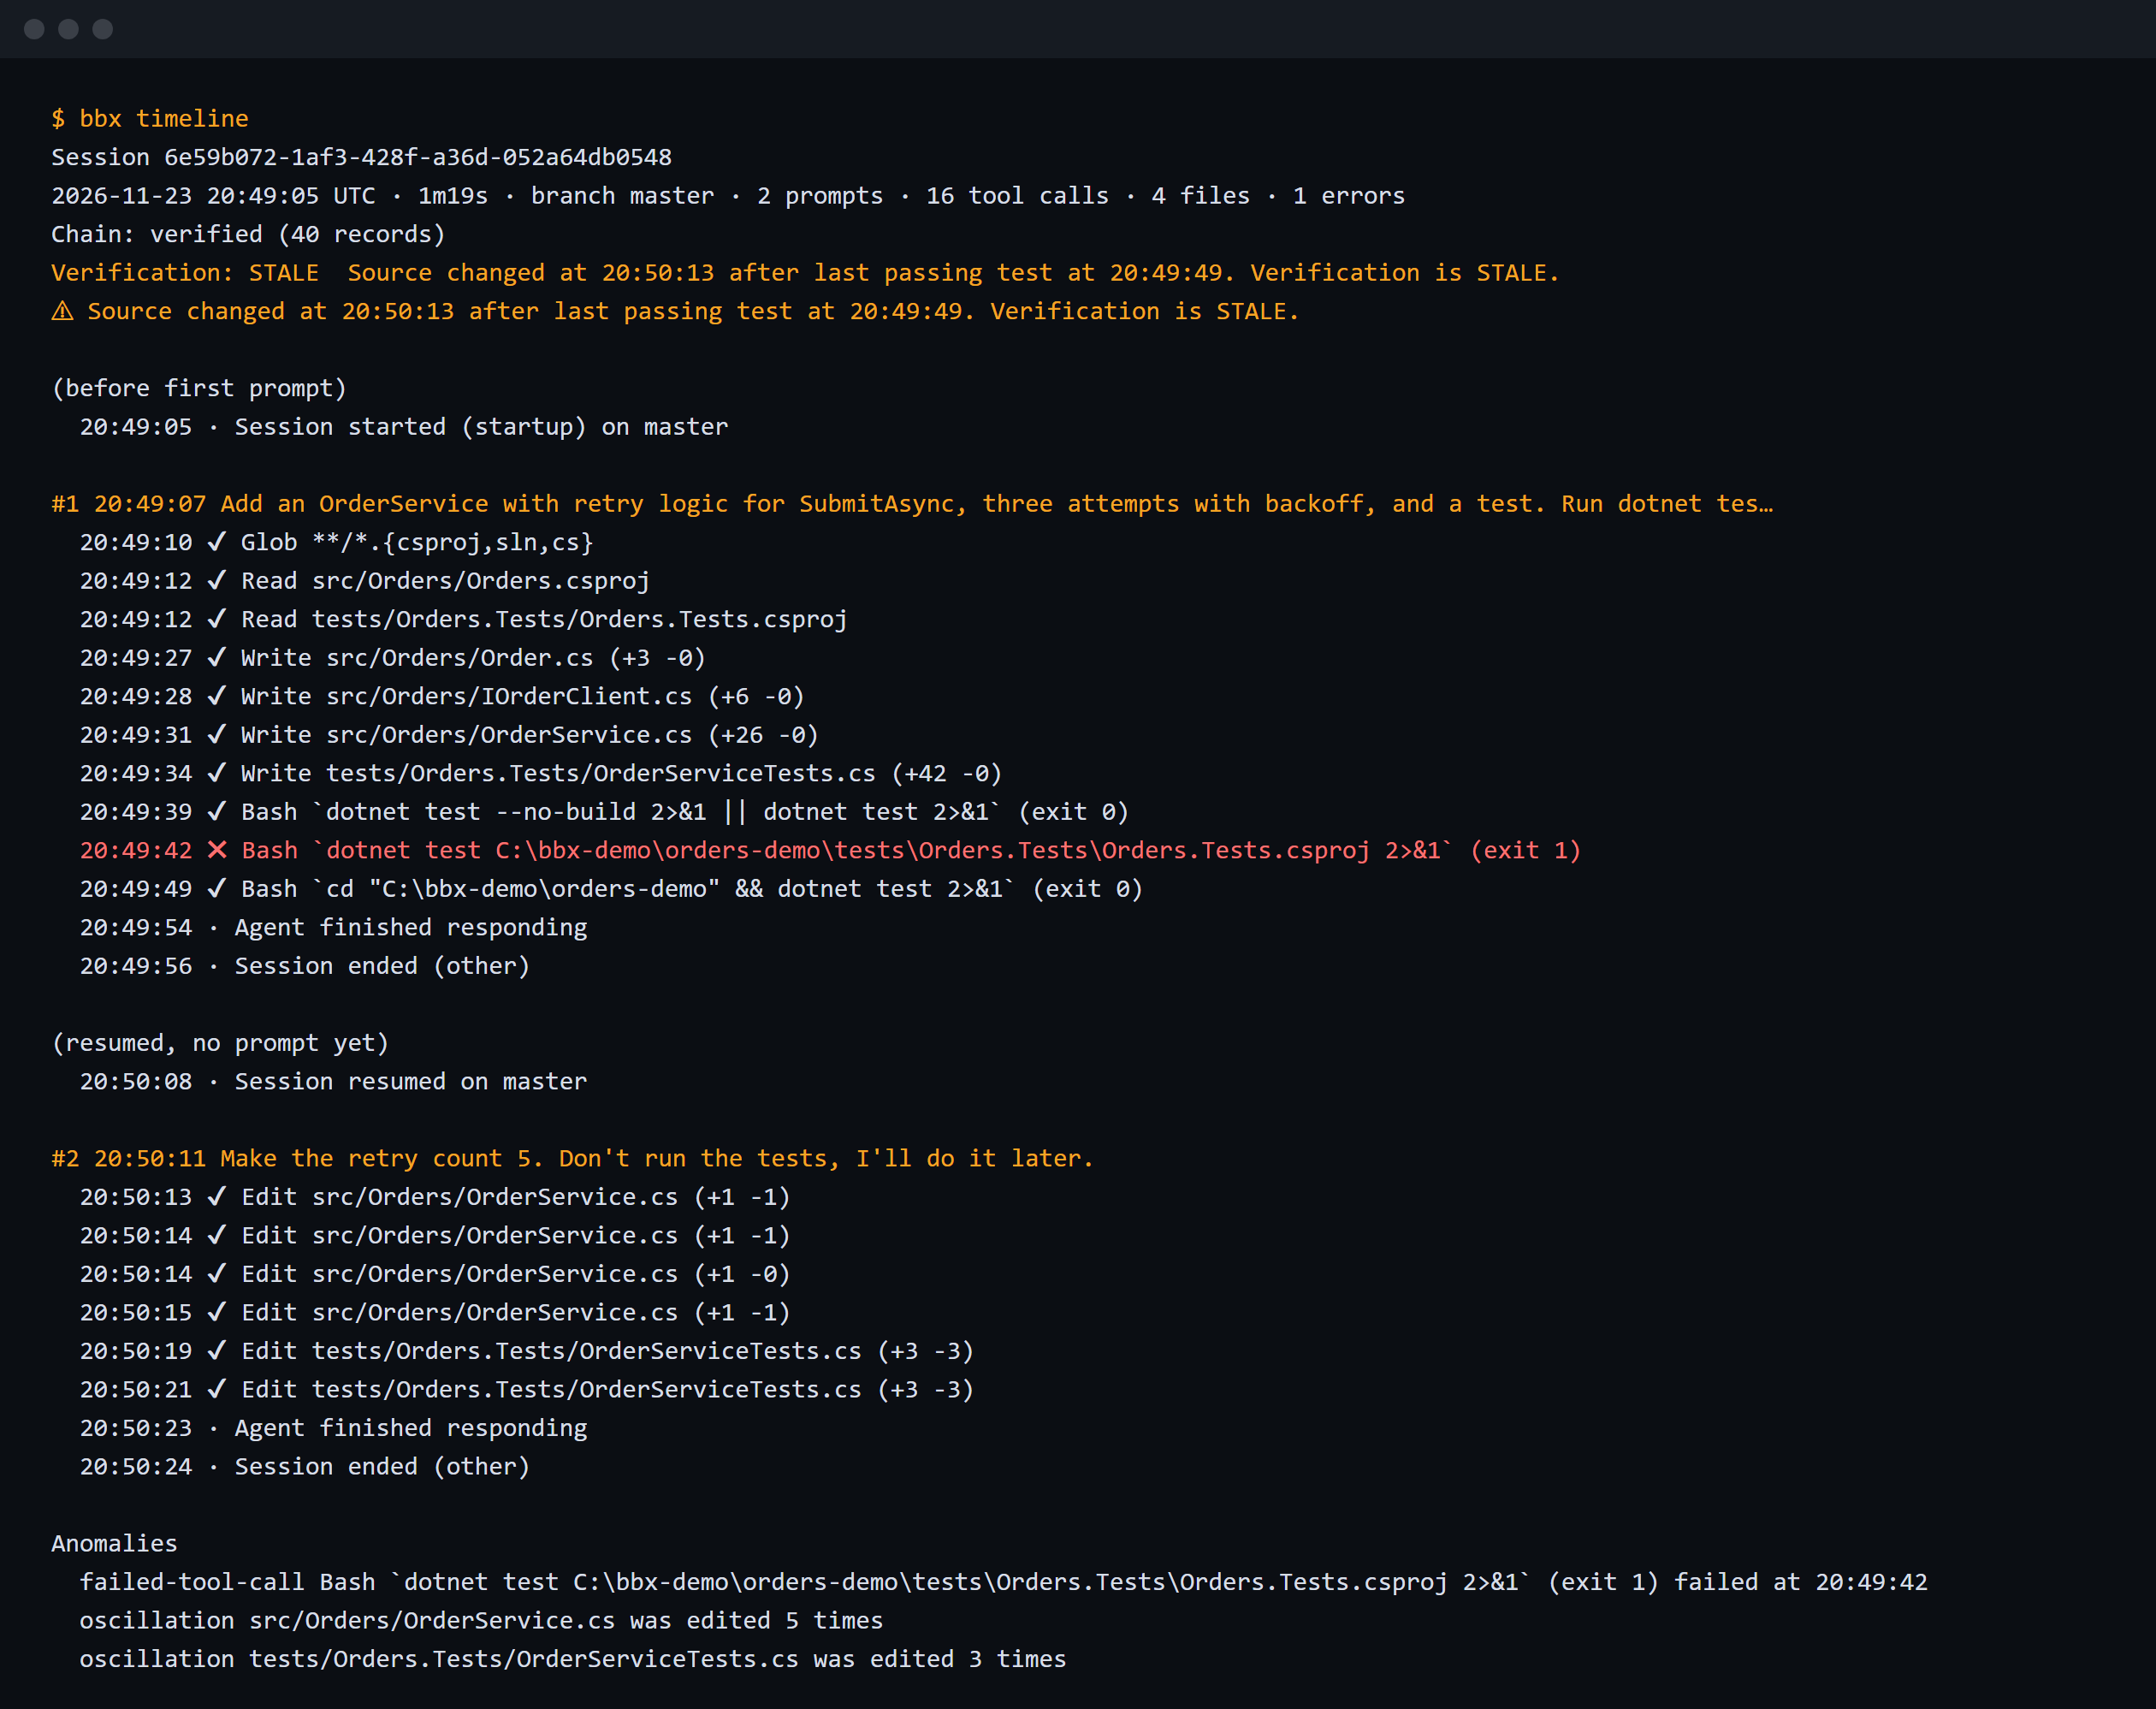 $ bbx timeline
Session 6e59b072-1af3-428f-a36d-052a64db0548
2026-11-23 20:49:05 UTC · 1m19s · branch master · 2 prompts · 16 tool calls · 4 files · 1 errors
Chain: verified (40 records)
Verification: STALE  Source changed at 20:50:13 after last passing test at 20:49:49. Verification is STALE.
⚠ Source changed at 20:50:13 after last passing test at 20:49:49. Verification is STALE.
(before first prompt)
20:49:05 · Session started (startup) on master
#1 20:49:07 Add an OrderService with retry logic for SubmitAsync, three attempts with backoff, and a test. Run dotnet tes…
20:49:10 ✔ Glob **/*.{csproj,sln,cs}
20:49:12 ✔ Read src/Orders/Orders.csproj
20:49:12 ✔ Read tests/Orders.Tests/Orders.Tests.csproj
20:49:27 ✔ Write src/Orders/Order.cs (+3 -0)
20:49:28 ✔ Write src/Orders/IOrderClient.cs (+6 -0)
20:49:31 ✔ Write src/Orders/OrderService.cs (+26 -0)
20:49:34 ✔ Write tests/Orders.Tests/OrderServiceTests.cs (+42 -0)
20:49:39 ✔ Bash `dotnet test --no-build 2>&1 || dotnet test 2>&1` (exit 0)
20:49:42 ✖ Bash `dotnet test C:\bbx-demo\orders-demo\tests\Orders.Tests\Orders.Tests.csproj 2>&1` (exit 1)
20:49:49 ✔ Bash `cd "C:\bbx-demo\orders-demo" && dotnet test 2>&1` (exit 0)
20:49:54 · Agent finished responding
20:49:56 · Session ended (other)
(resumed, no prompt yet)
20:50:08 · Session resumed on master
#2 20:50:11 Make the retry count 5. Don't run the tests, I'll do it later.
20:50:13 ✔ Edit src/Orders/OrderService.cs (+1 -1)
20:50:14 ✔ Edit src/Orders/OrderService.cs (+1 -1)
20:50:14 ✔ Edit src/Orders/OrderService.cs (+1 -0)
20:50:15 ✔ Edit src/Orders/OrderService.cs (+1 -1)
20:50:19 ✔ Edit tests/Orders.Tests/OrderServiceTests.cs (+3 -3)
20:50:21 ✔ Edit tests/Orders.Tests/OrderServiceTests.cs (+3 -3)
20:50:23 · Agent finished responding
20:50:24 · Session ended (other)
Anomalies
failed-tool-call Bash `dotnet test C:\bbx-demo\orders-demo\tests\Orders.Tests\Orders.Tests.csproj 2>&1` (exit 1) failed at 20:49:42
oscillation src/Orders/OrderService.cs was edited 5 times
oscillation tests/Orders.Tests/OrderServiceTests.cs was edited 3 times